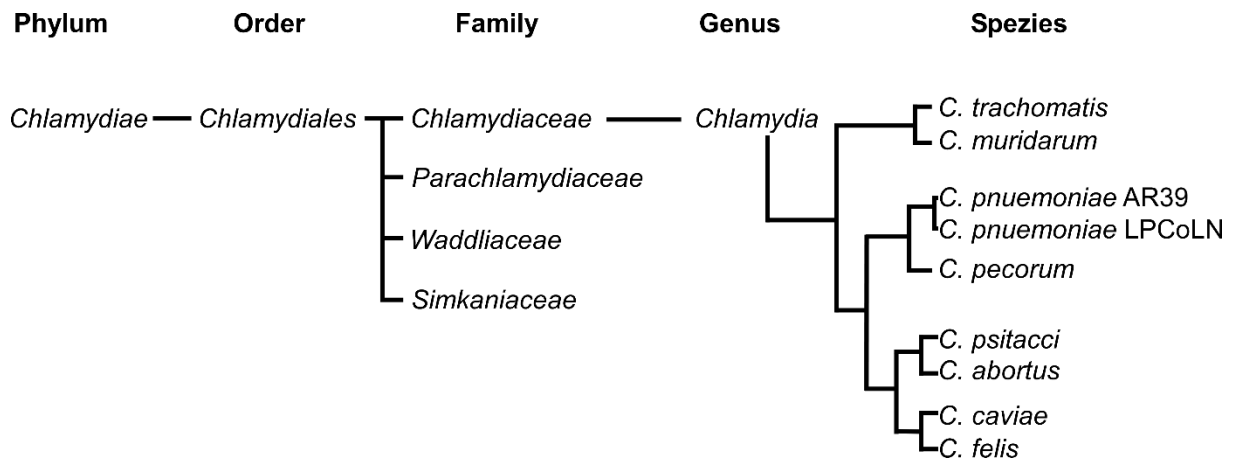 Phylum Order Family Genus Spezies
Chlamydiae Chlamydiales Chlamydiaceae Chlamydia
C. trachomatis
C. muridarum
Parachlamydiaceae
C. pnuemoniae AR39
C. pnuemoniae LPCoLN
Waddliaceae
C. pecorum
Simkaniaceae
C. psitacci
C. abortus
C. caviae
C. felis